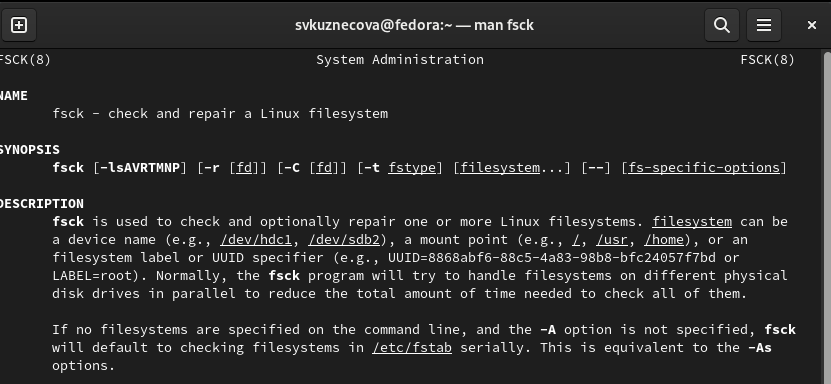 svkuznecova@fedora:~ — man fsck
FSCK(8) System Administration FSCK(8)
NAME
fsck - check and repair a Linux filesystem
SYNOPSIS
fsck [-lsAVRTMNP] [-r [fd]] [-C [fd]] [-t fstype] [filesystem...] [--] [fs-specific-options]
DESCRIPTION
fsck is used to check and optionally repair one or more Linux filesystems. filesystem can be
a device name (e.g., /dev/hdc1, /dev/sdb2), a mount point (e.g., /, /usr, /home), or an
filesystem label or UUID specifier (e.g., UUID=8868abf6-88c5-4a83-98b8-bfc24057f7bd or
LABEL=root). Normally, the fsck program will try to handle filesystems on different physical
disk drives in parallel to reduce the total amount of time needed to check all of them.
If no filesystems are specified on the command line, and the -A option is not specified, fsck
will default to checking filesystems in /etc/fstab serially. This is equivalent to the -As
options.